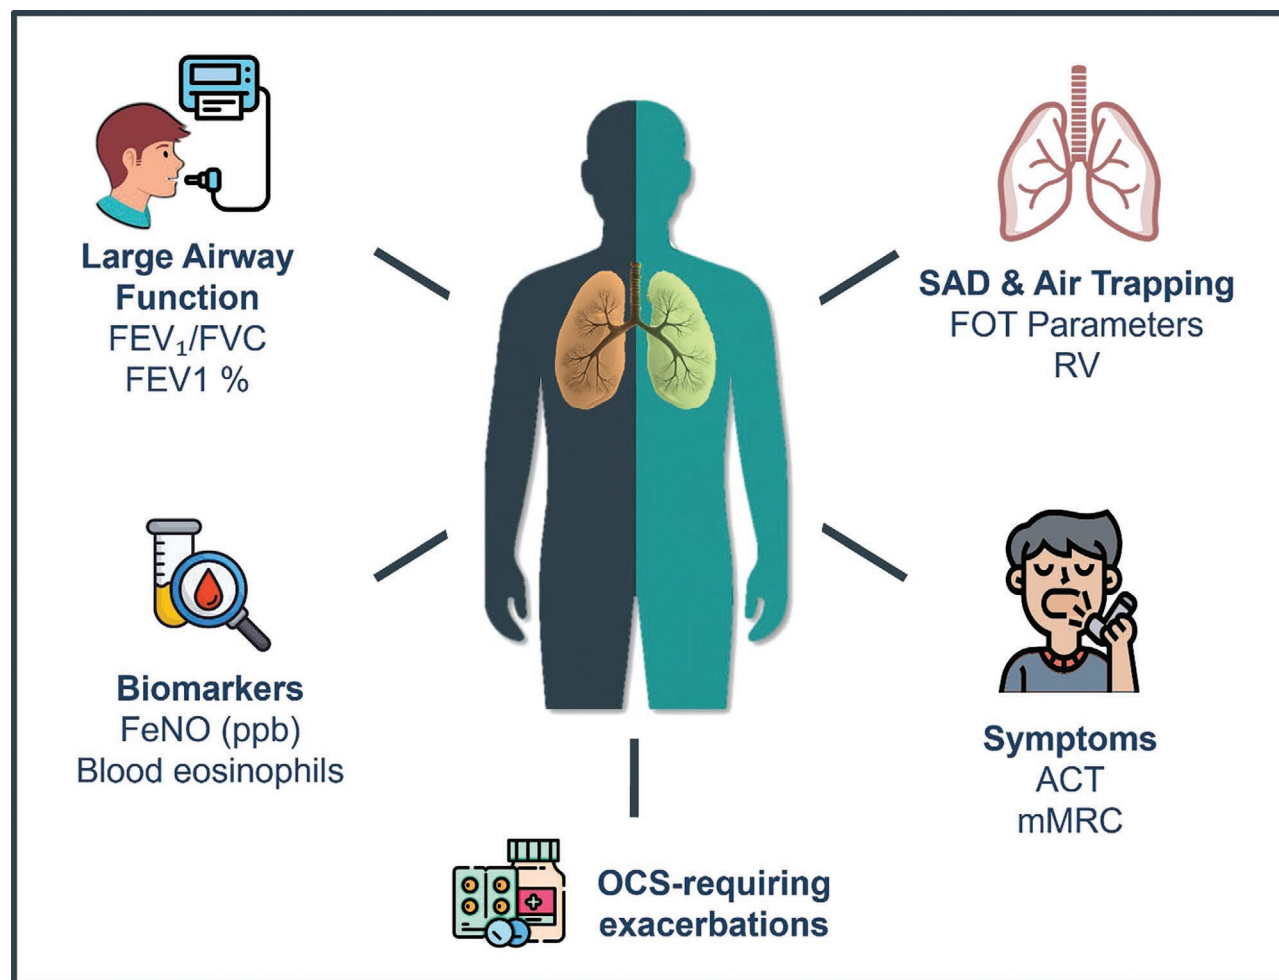 Large Airway
Function
FEV₁/FVC
FEV1 %
SAD & Air Trapping
FOT Parameters
RV
Biomarkers
FeNO (ppb)
Blood eosinophils
Symptoms
ACT
mMRC
OCS-requiring
exacerbations